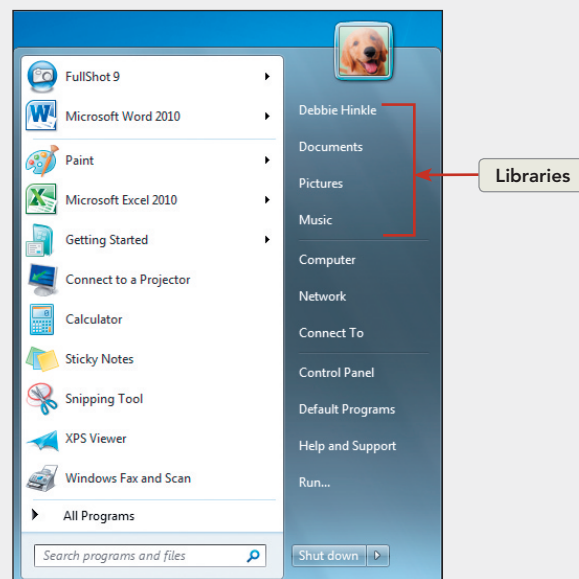 FullShot 9
Microsoft Word 2010
Paint
Microsoft Excel 2010
Getting Started
Connect to a Projector
Calculator
Sticky Notes
Snipping Tool
XPS Viewer
Windows Fax and Scan
All Programs
Search programs and files
Debbie Hinkle
Documents
Pictures
Music
Computer
Network
Connect To
Control Panel
Default Programs
Help and Support
Run...
Shut down
Libraries